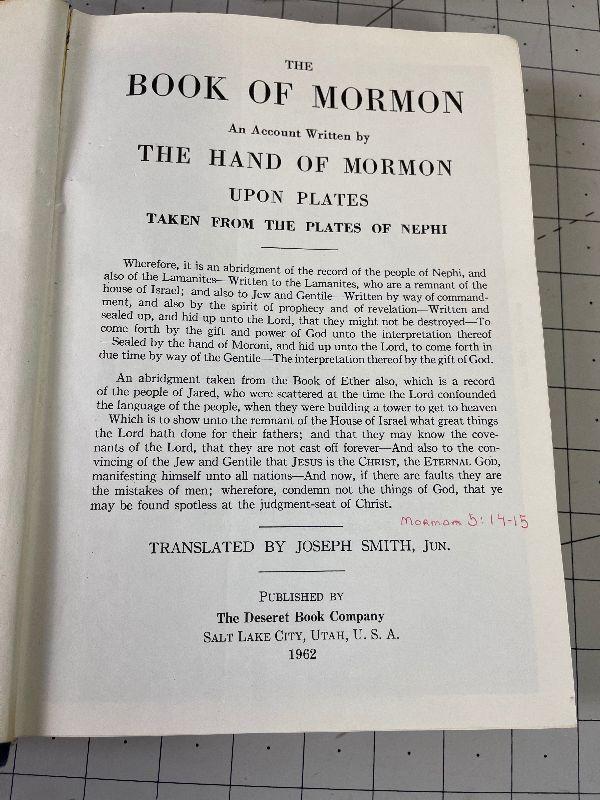 THE
BOOK OF MORMON
An Account Written by
THE HAND OF MORMON
UPON PLATES
TAKEN FROM THE PLATES OF NEPHI
Wherefore, it is an abridgment of the record of the people of Nephi, and
also of the Lamanites—Written to the Lamanites, who are a remnant of the
house of Israel; and also to Jew and Gentile—Written by way of command-
ment, and also by the spirit of prophecy and of revelation—Written and
sealed up, and hid up unto the Lord, that they might not be destroyed—To
come forth by the gift and power of God unto the interpretation thereof
—Sealed by the hand of Moroni, and hid up unto the Lord, to come forth in
due time by way of the Gentile—The interpretation thereof by the gift of God.
An abridgment taken from the Book of Ether also, which is a record
of the people of Jared, who were scattered at the time the Lord confounded
the language of the people, when they were building a tower to get to heaven
—Which is to show unto the remnant of the House of Israel what great things
the Lord hath done for their fathers; and that they may know the cove-
nants of the Lord, that they are not cast off forever—And also to the con-
vincing of the Jew and Gentile that JESUS is the CHRIST, the ETERNAL GOD,
manifesting himself unto all nations—And now, if there are faults they are
the mistakes of men; wherefore, condemn not the things of God, that ye
may be found spotless at the judgment-seat of Christ.
Mormon 5:14-15
TRANSLATED BY JOSEPH SMITH, JUN.
PUBLISHED BY
The Deseret Book Company
SALT LAKE CITY, UTAH, U. S. A.
1962